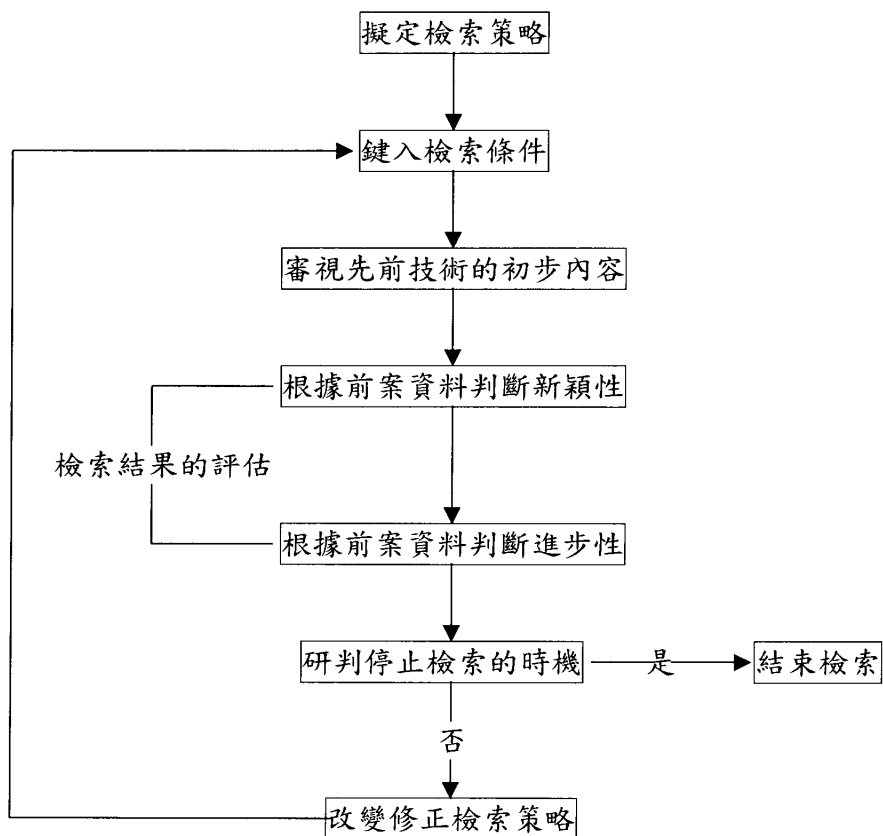 擬定檢索策略
鍵入檢索條件
審視先前技術的初步內容
根據前案資料判斷新穎性
檢索結果的評估
根據前案資料判斷進步性
研判停止檢索的時機
是
結束檢索
否
改變修正檢索策略